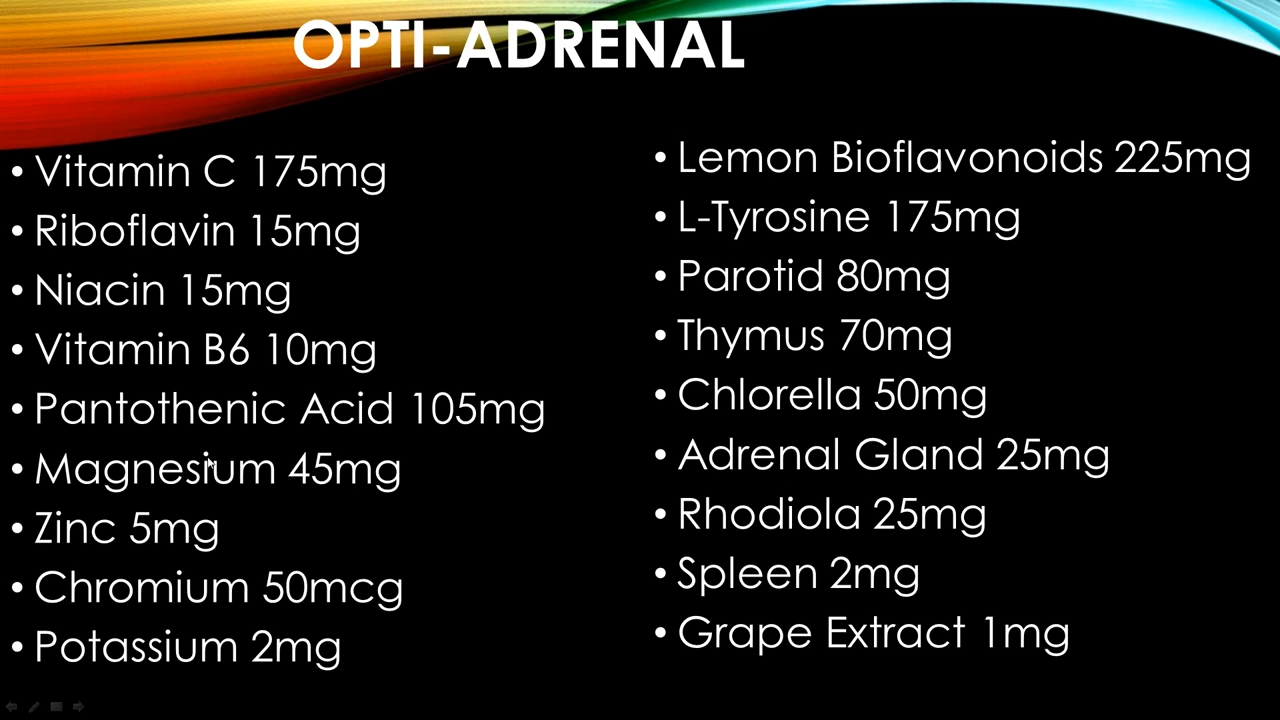 OPTI-ADRENAL
• Vitamin C 175mg
• Riboflavin 15mg
• Niacin 15mg
• Vitamin B6 10mg
• Pantothenic Acid 105mg
• Magnesium 45mg
• Zinc 5mg
• Chromium 50mcg
• Potassium 2mg
• Lemon Bioflavonoids 225mg
• L-Tyrosine 175mg
• Parotid 80mg
• Thymus 70mg
• Chlorella 50mg
• Adrenal Gland 25mg
• Rhodiola 25mg
• Spleen 2mg
• Grape Extract 1mg